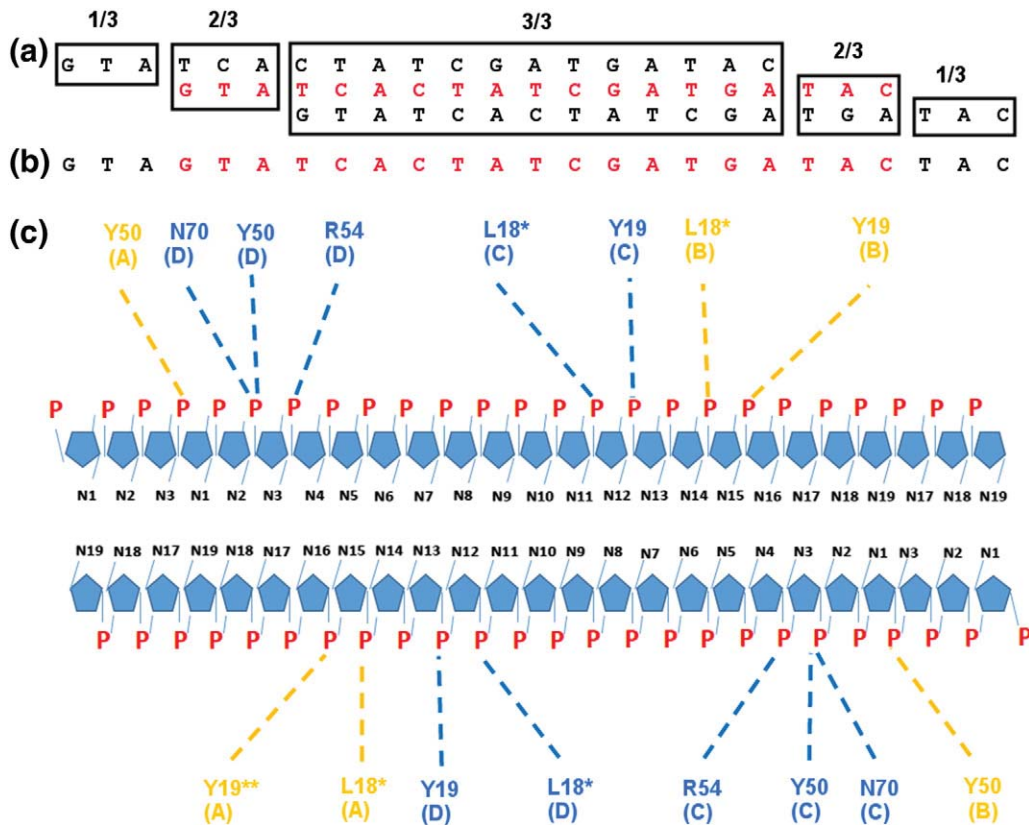 1/3 2/3 3/3 2/3 1/3
(a) G T A T C A C T A T C G A T G A T A C
G T A T C A C T A T C G A T G A T A C
G T A T C A C T A T C G A T G A T A C
(b) G T A G T A T C A C T A T C G A T G A T A C T A C
(c) Y50 N70 Y50 R54 L18* Y19 L18* Y19
(A) (D) (D) (D) (C) (C) (B) (B)
P P P P P P P P P P P P P P P P P P P P P P P P P
N1 N2 N3 N1 N2 N3 N4 N5 N6 N7 N8 N9 N10 N11 N12 N13 N14 N15 N16 N17 N18 N19 N17 N18 N19
N19 N18 N17 N19 N18 N17 N16 N15 N14 N13 N12 N11 N10 N9 N8 N7 N6 N5 N4 N3 N2 N1 N3 N2 N1
P P P P P P P P P P P P P P P P P P P P P P P P P
Y19** L18* Y19 L18* R54 Y50 N70 Y50
(A) (A) (D) (D) (C) (C) (C) (B)